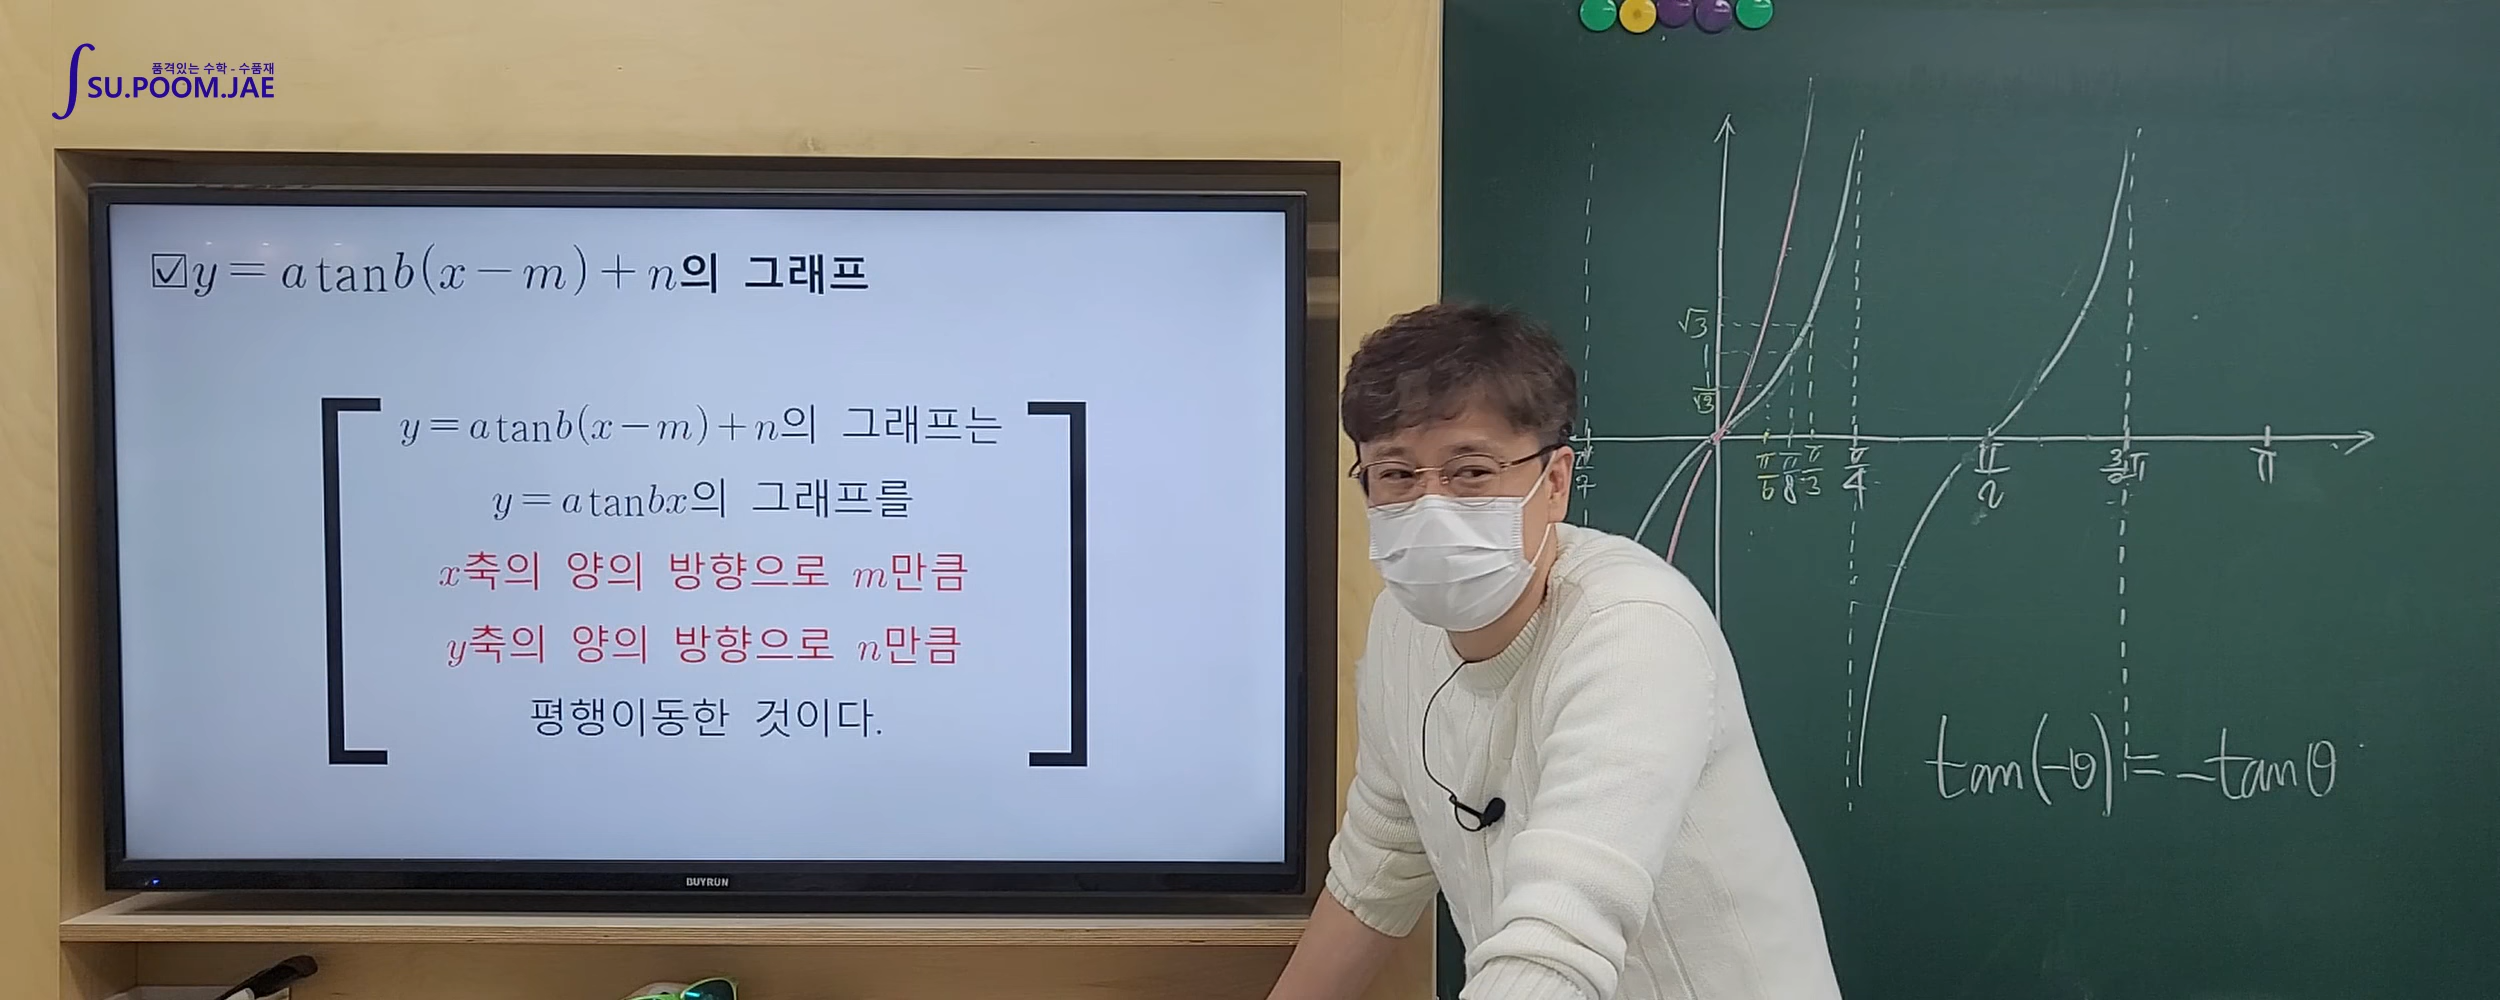 품격있는 수학 - 수품재
SU.POOM.JAE
☑y = a tan b(x − m) + n의 그래프
y = a tan b(x − m) + n의 그래프는
y = a tan bx의 그래프를
x축의 양의 방향으로 m만큼
y축의 양의 방향으로 n만큼
평행이동한 것이다.
BUYRUN
√3
1
1/√3
π/6 π/8 π/3 π/4 π/2 π
tan(-θ) = -tanθ